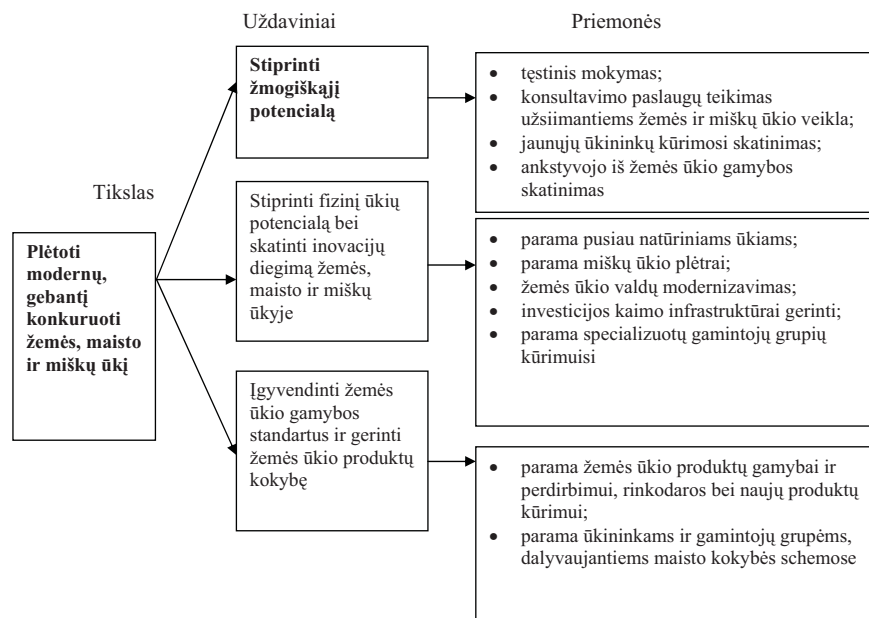 Uždaviniai
Priemonės
Tikslas
Plėtoti
modernų,
gebantį
konkuruoti
žemės, maisto
ir miškų ūkį
Stiprinti
žmogiškąjį
potencialą
• tęstinis mokymas;
• konsultavimo paslaugų teikimas
užsiimantiems žemės ir miškų ūkio veikla;
• jaunųjų ūkininkų kūrimosi skatinimas;
• ankstyvojo iš žemės ūkio gamybos
skatinimas
Stiprinti fizinį ūkių
potencialą bei
skatinti inovacijų
diegimą žemės,
maisto ir miškų
ūkyje
• parama pusiau natūriniams ūkiams;
• parama miškų ūkio plėtrai;
• žemės ūkio valdų modernizavimas;
• investicijos kaimo infrastruktūrai gerinti;
• parama specializuotų gamintojų grupių
kūrimuisi
Įgyvendinti žemės
ūkio gamybos
standartus ir gerinti
žemės ūkio produktų
kokybę
• parama žemės ūkio produktų gamybai ir
perdirbimui, rinkodaros bei naujų produktų
kūrimui;
• parama ūkininkams ir gamintojų grupėms,
dalyvaujantiems maisto kokybės schemose